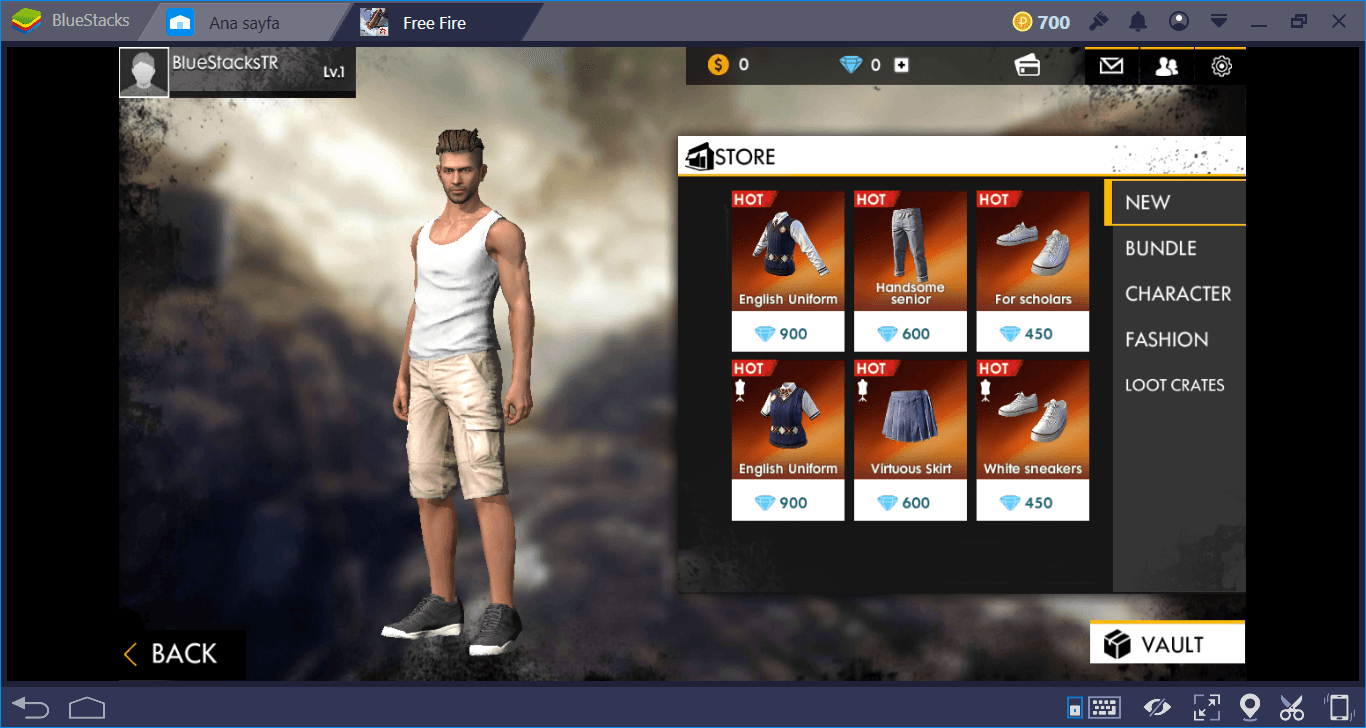 BlueStacks
Ana sayfa
Free Fire
700
BlueStacksTR
Lv.1
0
0
STORE
HOT
HOT
HOT
English Uniform
Handsome
senior
For scholars
900
600
450
HOT
HOT
HOT
English Uniform
Virtuous Skirt
White sneakers
900
600
450
NEW
BUNDLE
CHARACTER
FASHION
LOOT CRATES
BACK
VAULT